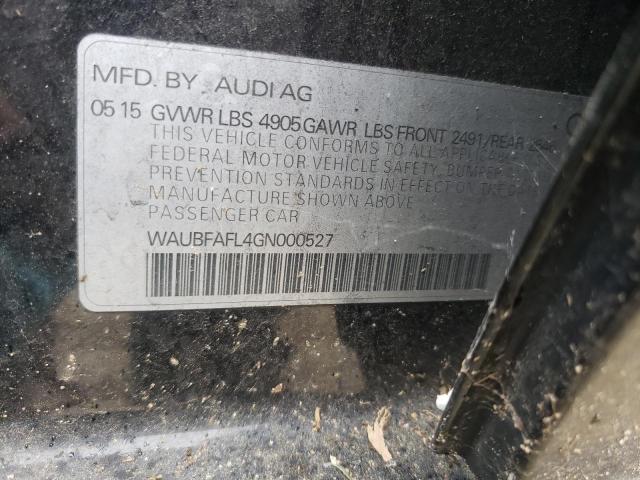 MFD. BY. AUDI AG
05 15 GVWR LBS 4905 GAWR LBS FRONT 2491/REAR
THIS VEHICLE CONFORMS TO ALL
FEDERAL MOTOR VEHICLE SAFETY, BUMPER
PREVENTION STANDARDS IN EFFECT ON THE
MANUFACTURE SHOWN ABOVE
PASSENGER CAR
WAUBFAFL4GN000527